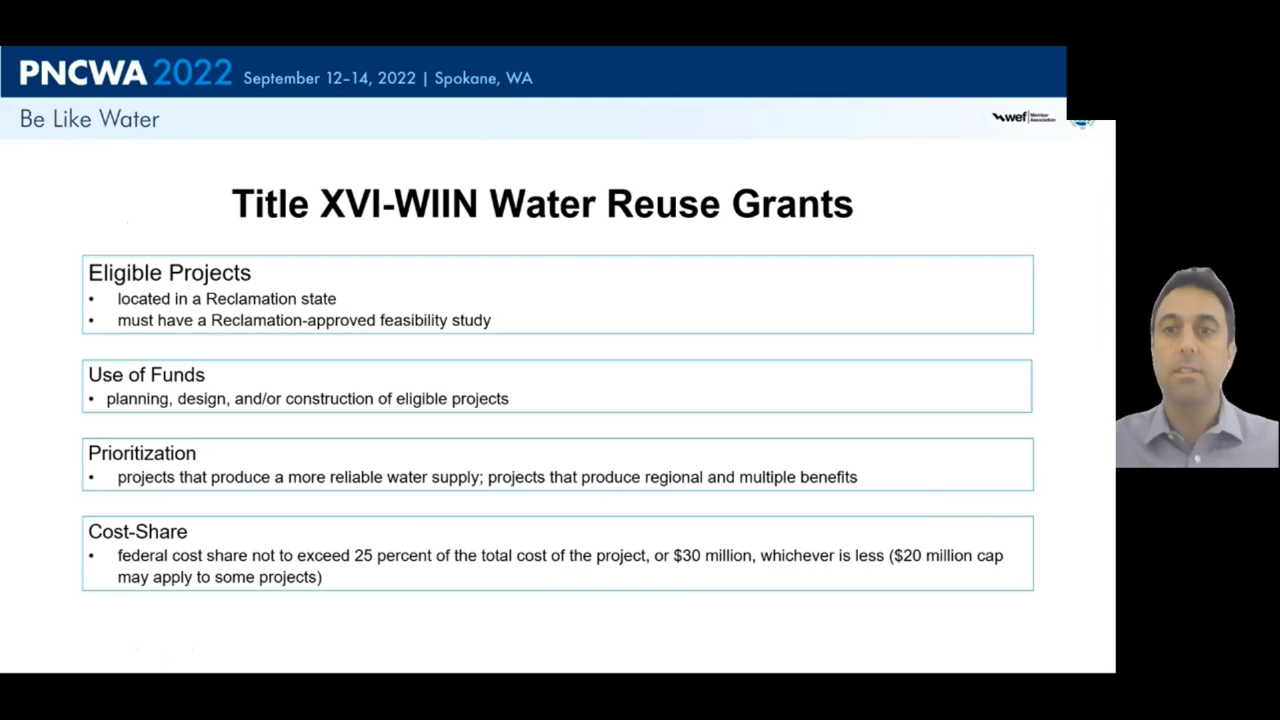 PNCWA 2022 September 12–14, 2022 | Spokane, WA
Be Like Water
wef Member Association
Title XVI-WIIN Water Reuse Grants
Eligible Projects
• located in a Reclamation state
• must have a Reclamation-approved feasibility study
Use of Funds
• planning, design, and/or construction of eligible projects
Prioritization
• projects that produce a more reliable water supply; projects that produce regional and multiple benefits
Cost-Share
• federal cost share not to exceed 25 percent of the total cost of the project, or $30 million, whichever is less ($20 million cap
may apply to some projects)